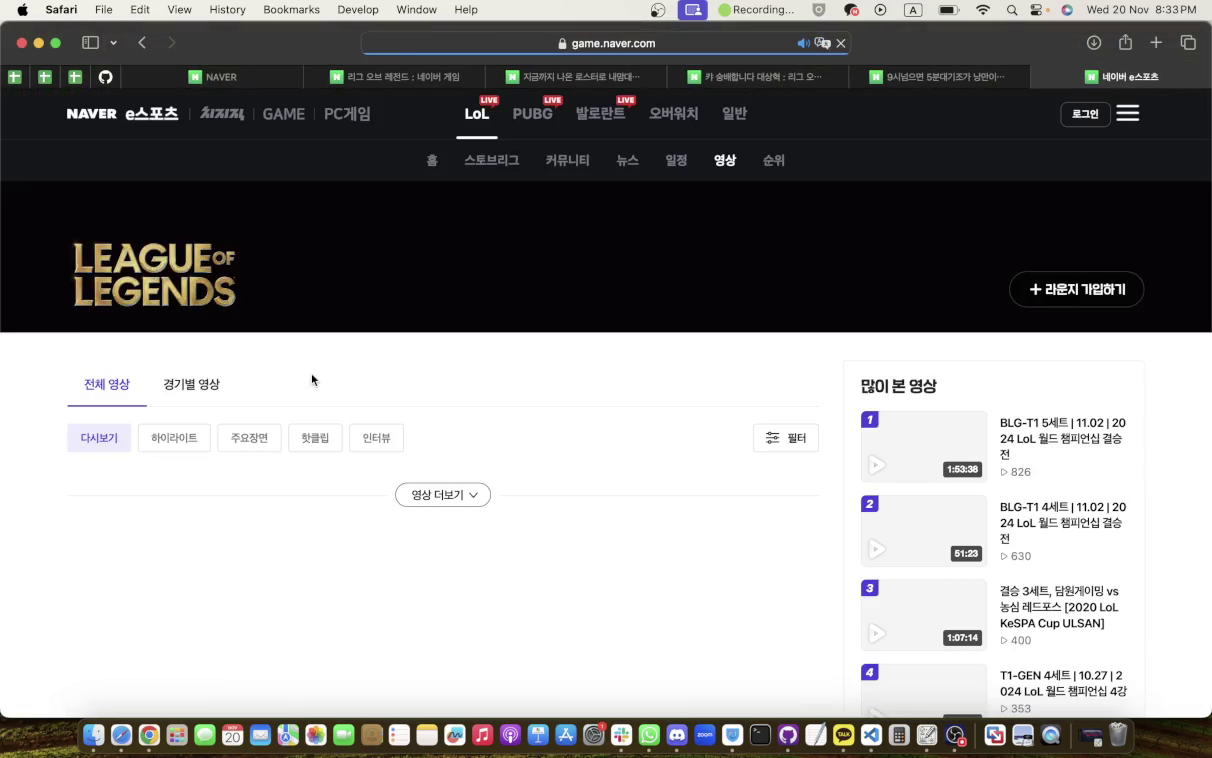 Safari File Edit View History Bookmarks Develop Window Help
Recording... Wed 20 Nov 8:33 PM
game.naver.com
NAVER
리그 오브 레전드 : 네이버 게임
지금까지 나온 로스터로 내맘대…
카 숭배합니다 대상혁 : 리그 오…
9시넘으면 5분대기조가 낭만이…
네이버 e스포츠
NAVER e스포츠 치지직 GAME PC게임
LoL LIVE PUBG LIVE 발로란트 LIVE 오버워치 일반
로그인
홈 스토브리그 커뮤니티 뉴스 일정 영상 순위
LEAGUE OF
LEGENDS
+ 라운지 가입하기
전체 영상 경기별 영상
다시보기 하이라이트 주요장면 핫클립 인터뷰
필터
영상 더보기
많이 본 영상
1
1:53:38
BLG-T1 5세트 | 11.02 | 20
24 LoL 월드 챔피언십 결승
전
826
2
51:23
BLG-T1 4세트 | 11.02 | 20
24 LoL 월드 챔피언십 결승
전
630
3
1:07:14
결승 3세트, 담원게이밍 vs
농심 레드포스 [2020 LoL
KeSPA Cup ULSAN]
400
4
T1-GEN 4세트 | 10.27 | 2
024 LoL 월드 챔피언십 4강
353
NOV
20
zoom
TALK